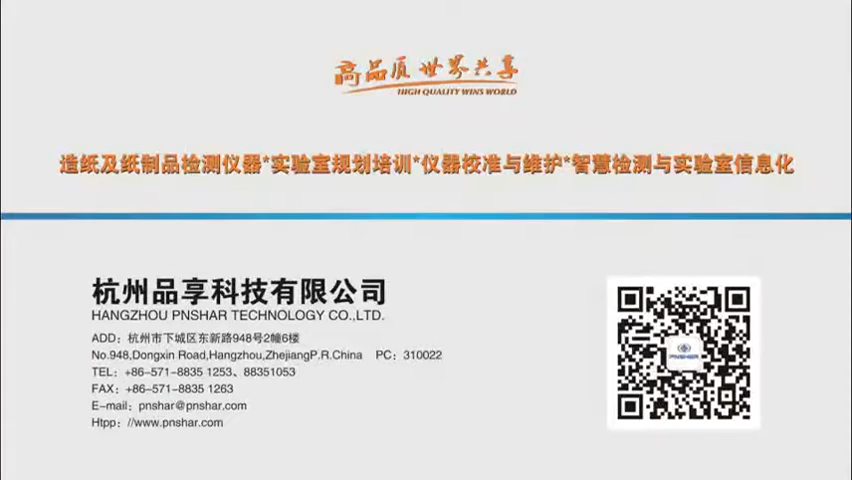 高品质 世界共享
HIGH QUALITY WINS WORLD
造纸及纸制品检测仪器*实验室规划培训*仪器校准与维护*智慧检测与实验室信息化
杭州品享科技有限公司
HANGZHOU PNSHAR TECHNOLOGY CO.,LTD.
ADD：杭州市下城区东新路948号2幢6楼
No.948,Dongxin Road,Hangzhou,ZhejiangP.R.China PC：310022
TEL：+86-571-8835 1253、88351053
FAX：+86-571-8835 1263
E-mail：pnshar@pnshar.com
Htpp：//www.pnshar.com
PNSHAR